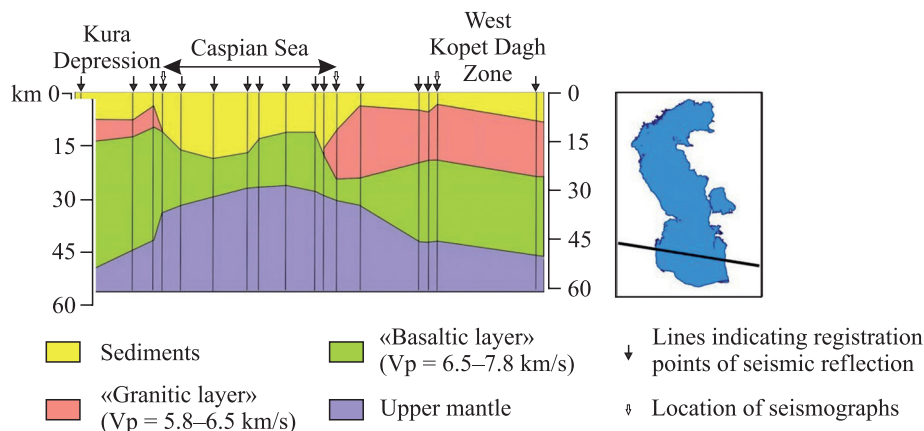 Kura
Depression
Caspian Sea
West
Kopet Dagh
Zone
km 0
15
30
45
60
0
15
30
45
60
Sediments
«Granitic layer»
(Vp = 5.8–6.5 km/s)
«Basaltic layer»
(Vp = 6.5–7.8 km/s)
Upper mantle
Lines indicating registration
points of seismic reflection
Location of seismographs